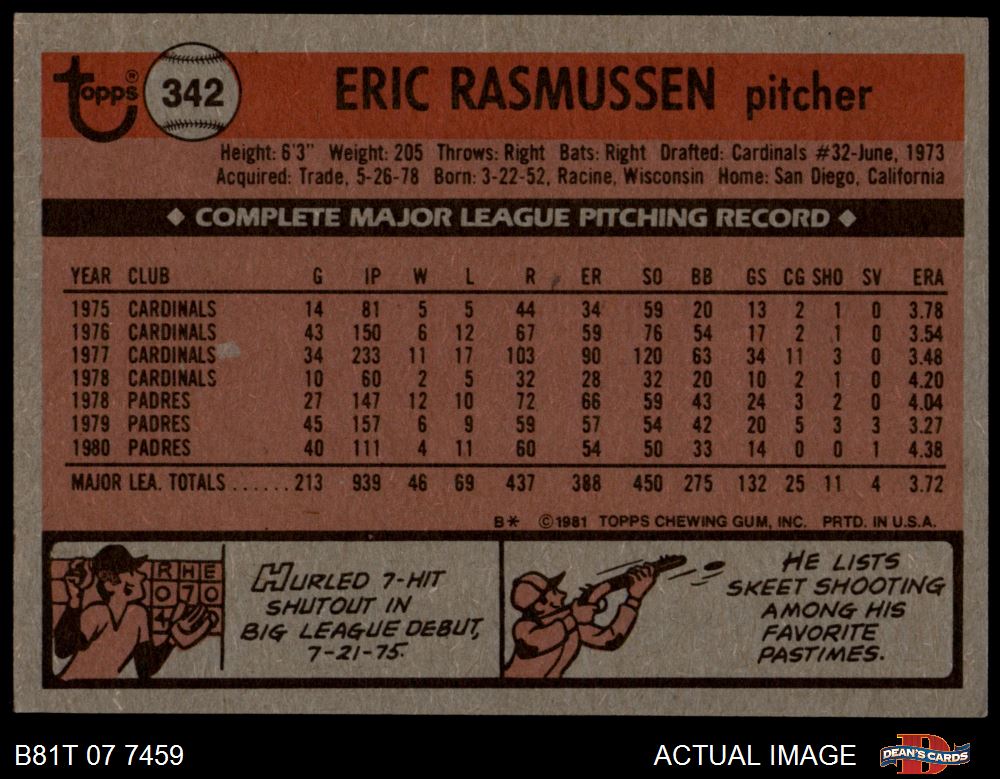 topps® 342 ERIC RASMUSSEN pitcher
Height: 6'3" Weight: 205 Throws: Right Bats: Right Drafted: Cardinals #32-June, 1973
Acquired: Trade, 5-26-78 Born: 3-22-52, Racine, Wisconsin Home: San Diego, California
◆ COMPLETE MAJOR LEAGUE PITCHING RECORD ◆
YEAR CLUB G IP W L R ER SO BB GS CG SHO SV ERA
1975 CARDINALS 14 81 5 5 44 34 59 20 13 2 1 0 3.78
1976 CARDINALS 43 150 6 12 67 59 76 54 17 2 1 0 3.54
1977 CARDINALS 34 233 11 17 103 90 120 63 34 11 3 0 3.48
1978 CARDINALS 10 60 2 5 32 28 32 20 10 2 1 0 4.20
1978 PADRES 27 147 12 10 72 66 59 43 24 3 2 0 4.04
1979 PADRES 45 157 6 9 59 57 54 42 20 5 3 3 3.27
1980 PADRES 40 111 4 11 60 54 50 33 14 0 0 1 4.38
MAJOR LEA. TOTALS ......213 939 46 69 437 388 450 275 132 25 11 4 3.72
B* ©1981 TOPPS CHEWING GUM, INC. PRTD. IN U.S.A.
R H E
0 7 0
HURLED 7-HIT
SHUTOUT IN
BIG LEAGUE DEBUT,
7-21-75.
HE LISTS
SKEET SHOOTING
AMONG HIS
FAVORITE
PASTIMES.
B81T 07 7459 ACTUAL IMAGE DEAN'S CARDS